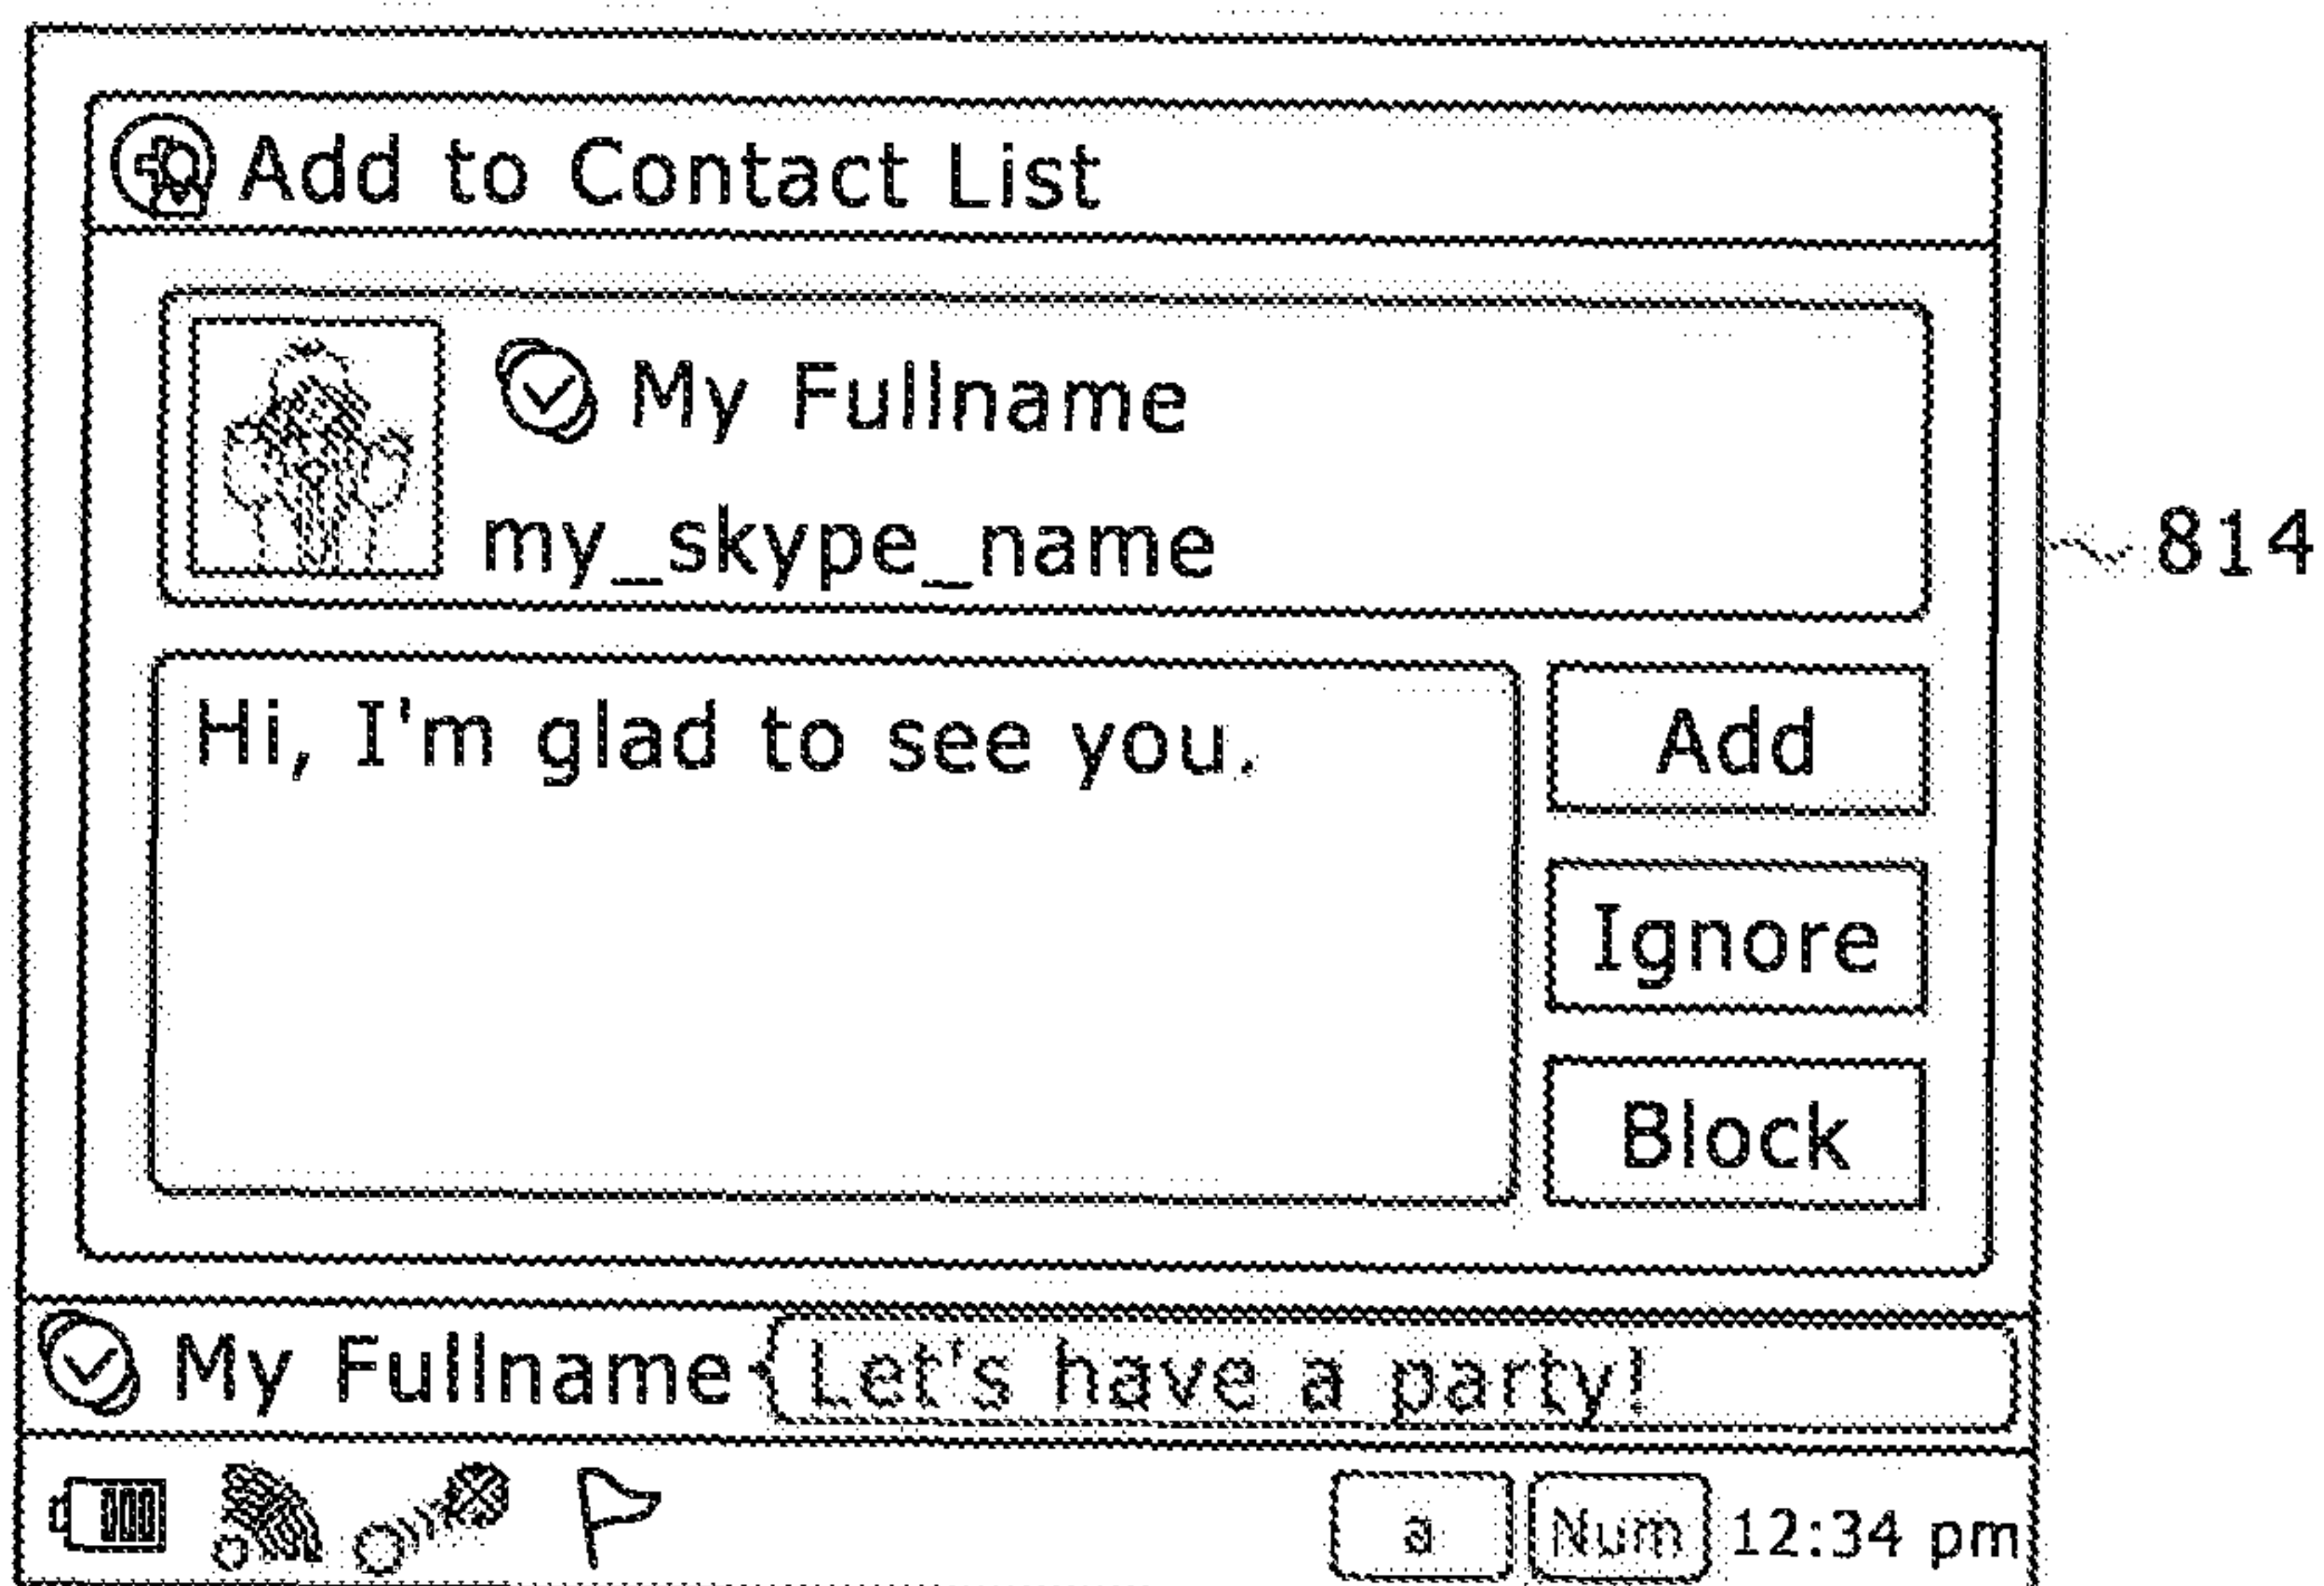 Add to Contact List
My Fullname
my_skype_name
814
Hi, I'm glad to see you.
Add
Ignore
Block
My Fullname Let's have a party!
a Num 12:34 pm